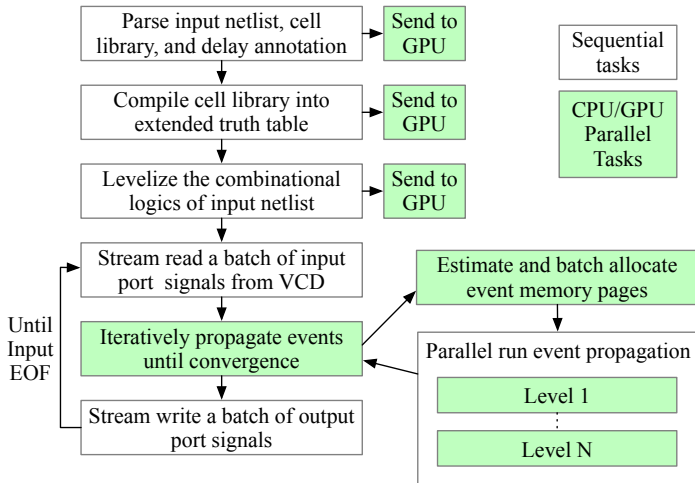 Parse input netlist, cell
library, and delay annotation
Send to
GPU
Compile cell library into
extended truth table
Send to
GPU
Levelize the combinational
logics of input netlist
Send to
GPU
Stream read a batch of input
port signals from VCD
Iteratively propagate events
until convergence
Stream write a batch of output
port signals
Until
Input
EOF
Sequential
tasks
CPU/GPU
Parallel
Tasks
Estimate and batch allocate
event memory pages
Parallel run event propagation
Level 1
Level N